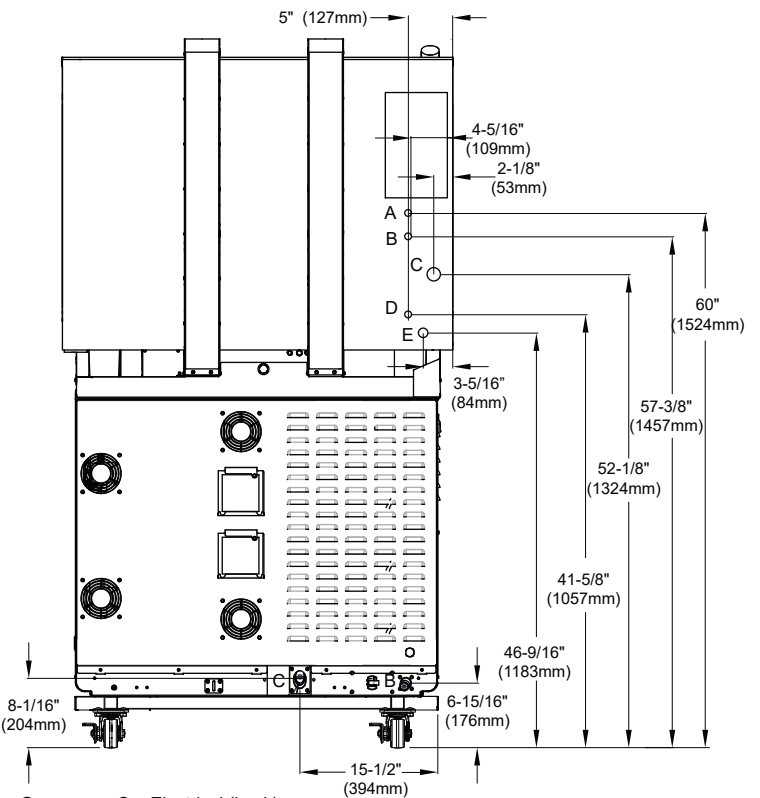 5" (127mm)
4-5/16"
(109mm)
2-1/8"
(53mm)
A
B
C
D
E
60"
(1524mm)
3-5/16"
(84mm)
57-3/8"
(1457mm)
52-1/8"
(1324mm)
41-5/8"
(1057mm)
46-9/16"
(1183mm)
C
B
8-1/16"
(204mm)
6-15/16"
(176mm)
15-1/2"
(394mm)